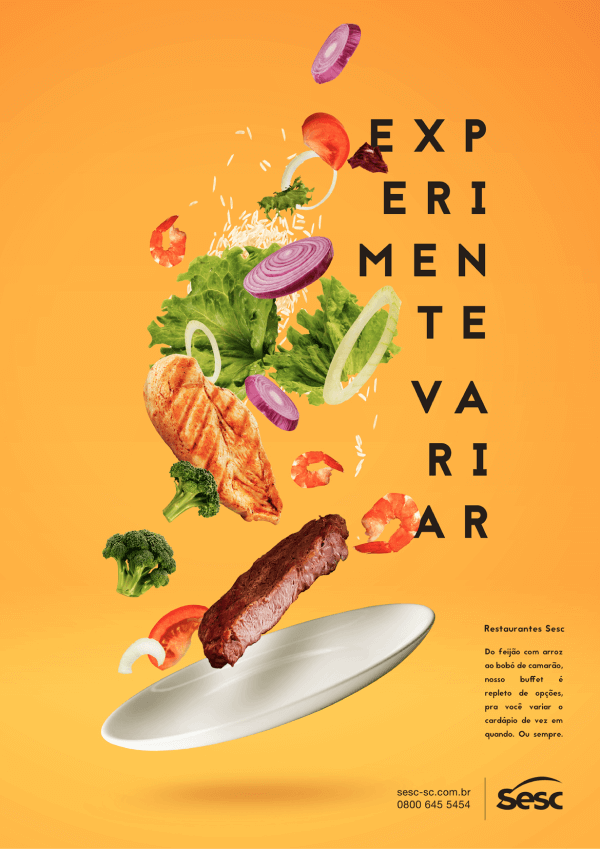 EXP
ERI
MEN
TE
VA
RI
AR
Restaurantes Sesc
Do feijão com arroz
ao bobó de camarão,
nosso buffet é
repleto de opções,
pra você variar o
cardápio de vez em
quando. Ou sempre.
sesc-sc.com.br
0800 645 5454
Sesc